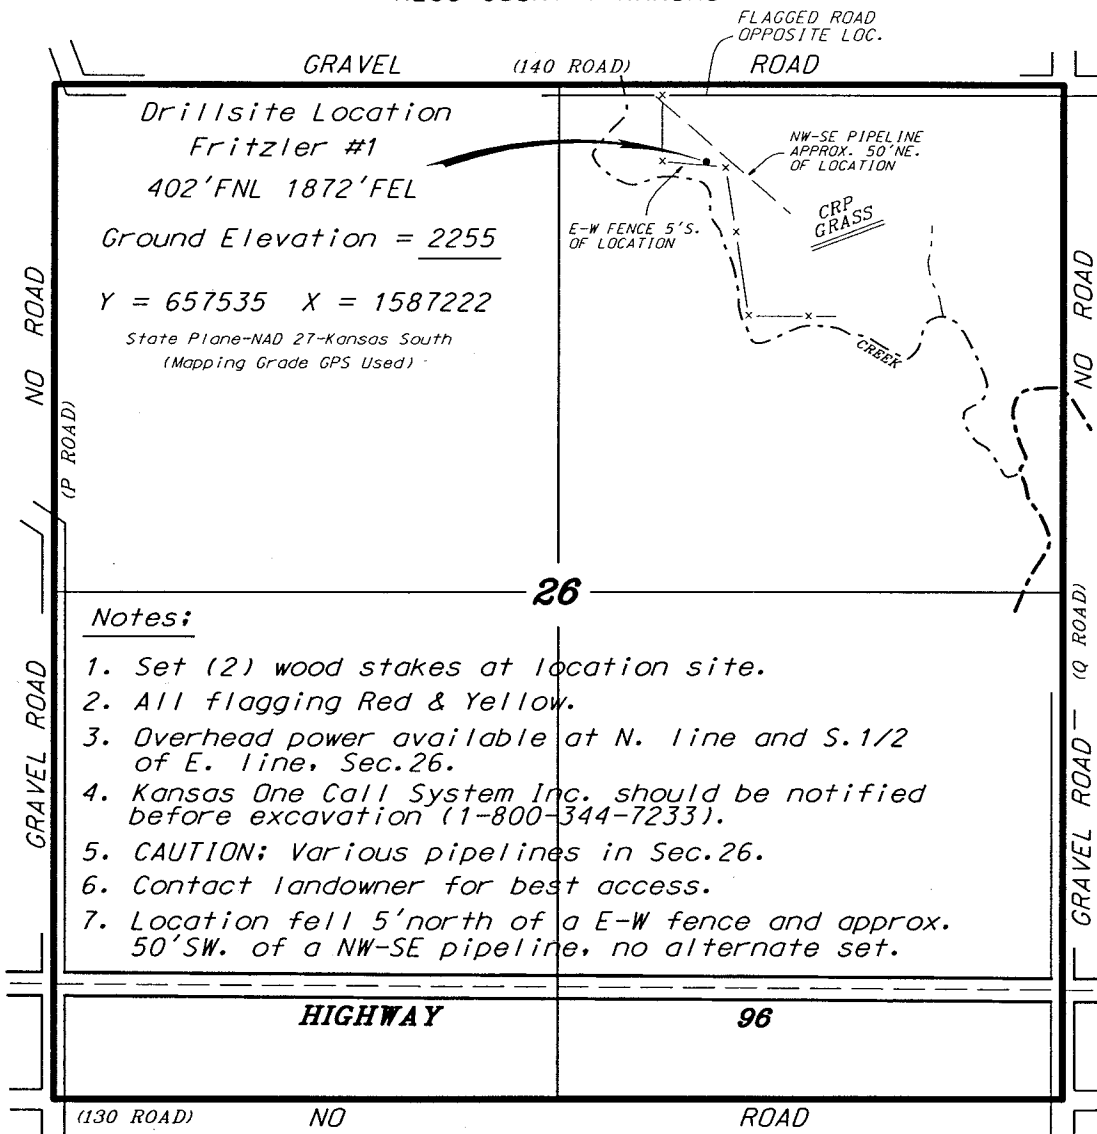 FLAGGED ROAD
OPPOSITE LOC.
GRAVEL (140 ROAD) ROAD
Drillsite Location
Fritzler #1
402'FNL 1872'FEL
Ground Elevation = 2255
Y = 657535 X = 1587222
State Plane-NAD 27-Kansas South
(Mapping Grade GPS Used)
NW-SE PIPELINE
APPROX. 50'NE.
OF LOCATION
E-W FENCE 5'S.
OF LOCATION
CRP
GRASS
CREEK
NO ROAD
(P ROAD)
GRAVEL ROAD
NO ROAD
(Q ROAD)
GRAVEL ROAD
26
Notes:
1. Set (2) wood stakes at location site.
2. All flagging Red & Yellow.
3. Overhead power available at N. line and S.1/2
of E. line, Sec.26.
4. Kansas One Call System Inc. should be notified
before excavation (1-800-344-7233).
5. CAUTION: Various pipelines in Sec.26.
6. Contact landowner for best access.
7. Location fell 5'north of a E-W fence and approx.
50'SW. of a NW-SE pipeline, no alternate set.
HIGHWAY 96
(130 ROAD) NO ROAD